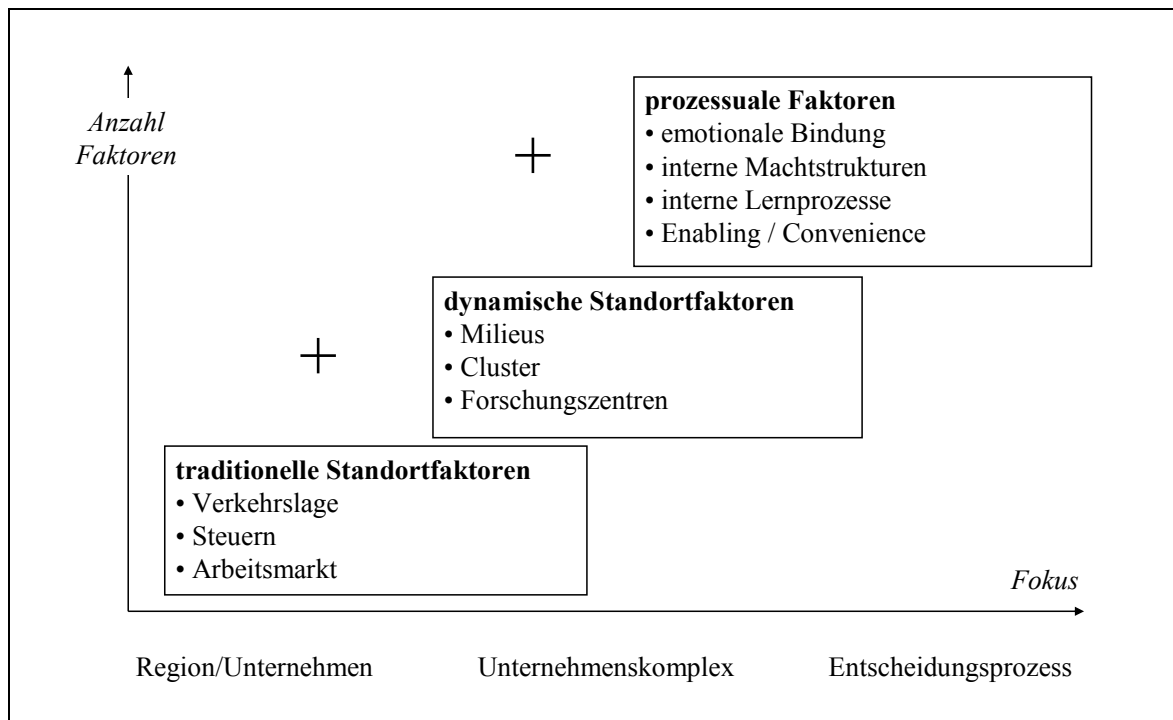 Anzahl
Faktoren
+
prozessuale Faktoren
• emotionale Bindung
• interne Machtstrukturen
• interne Lernprozesse
• Enabling / Convenience
+
dynamische Standortfaktoren
• Milieus
• Cluster
• Forschungszentren
traditionelle Standortfaktoren
• Verkehrslage
• Steuern
• Arbeitsmarkt
Fokus
Region/Unternehmen
Unternehmenskomplex
Entscheidungsprozess